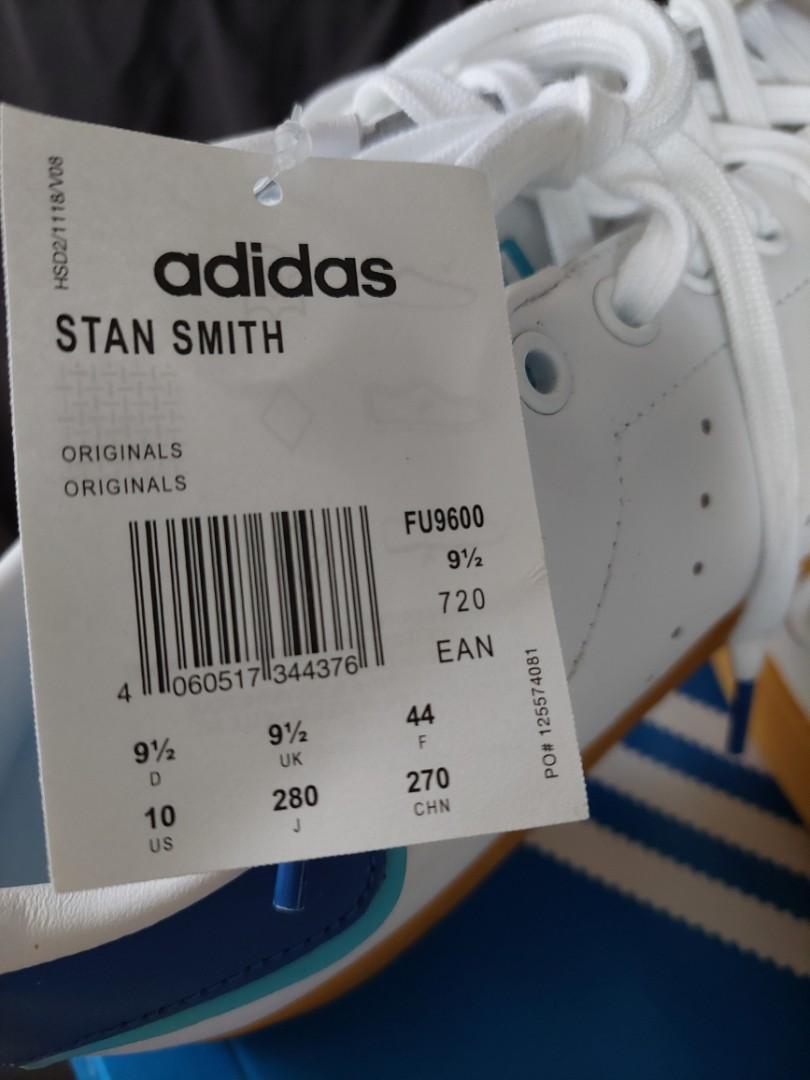 HSD2/1118/V08
adidas
STAN SMITH
ORIGINALS
ORIGINALS
FU9600
9½
720
EAN
4 060517 344376
PO# 125574081
9½ 9½ 44
D UK F
10 280 270
US J CHN